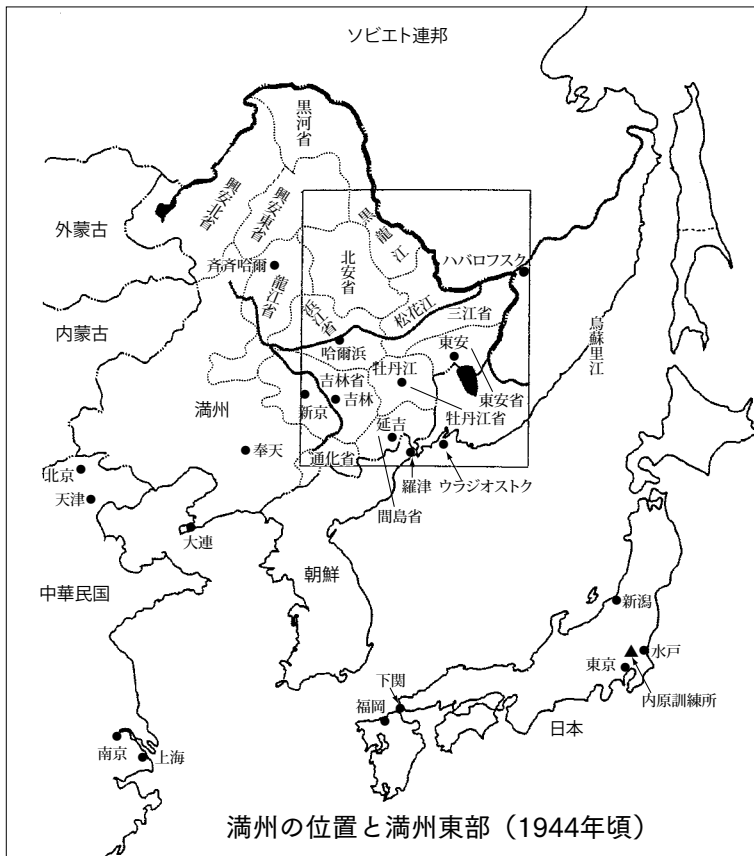 ソビエト連邦
黒河省
興安北省
興安東省
黒龍江
外蒙古
北安省
ハバロフスク
斉斉哈爾
龍江省
浜江省
松花江
三江省
烏蘇里江
内蒙古
哈爾浜
東安
吉林省
牡丹江
東安省
満州
新京
吉林
牡丹江省
延吉
奉天
通化省
北京
羅津
ウラジオストク
天津
間島省
大連
朝鮮
中華民国
新潟
水戸
東京
下関
内原訓練所
福岡
日本
南京
上海
満州の位置と満州東部（1944年頃）